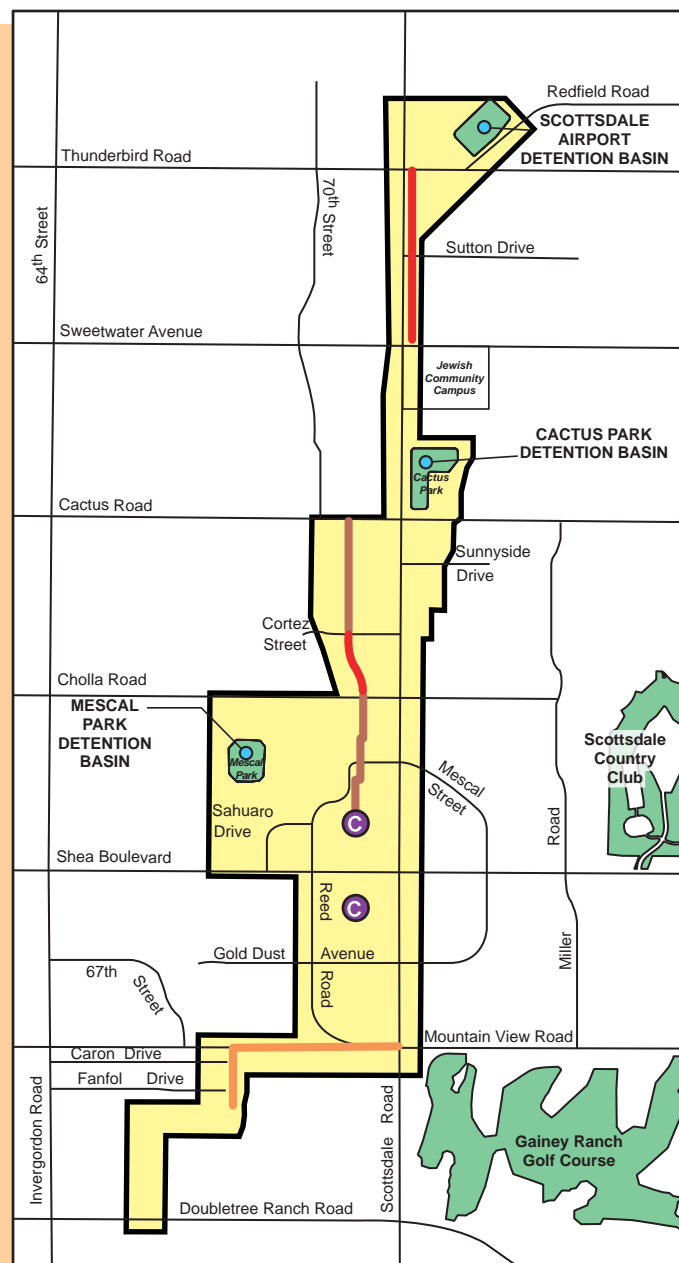 Redfield Road
SCOTTSDALE
AIRPORT
DETENTION BASIN
Thunderbird Road
70th Street
64th Street
Sutton Drive
Sweetwater Avenue
Jewish
Community
Campus
CACTUS PARK
DETENTION BASIN
Cactus
Park
Cactus Road
Sunnyside
Drive
Cortez
Street
Cholla Road
MESCAL
PARK
DETENTION
BASIN
Mescal
Park
Scottsdale
Country
Club
Mescal
Street
Sahuaro
Drive
C
Road
Shea Boulevard
Reed
C
Gold Dust Avenue
Miller
67th
Street
Road
Mountain View Road
Caron Drive
Fanfol Drive
Invergordon Road
Scottsdale Road
Gainey Ranch
Golf Course
Doubletree Ranch Road